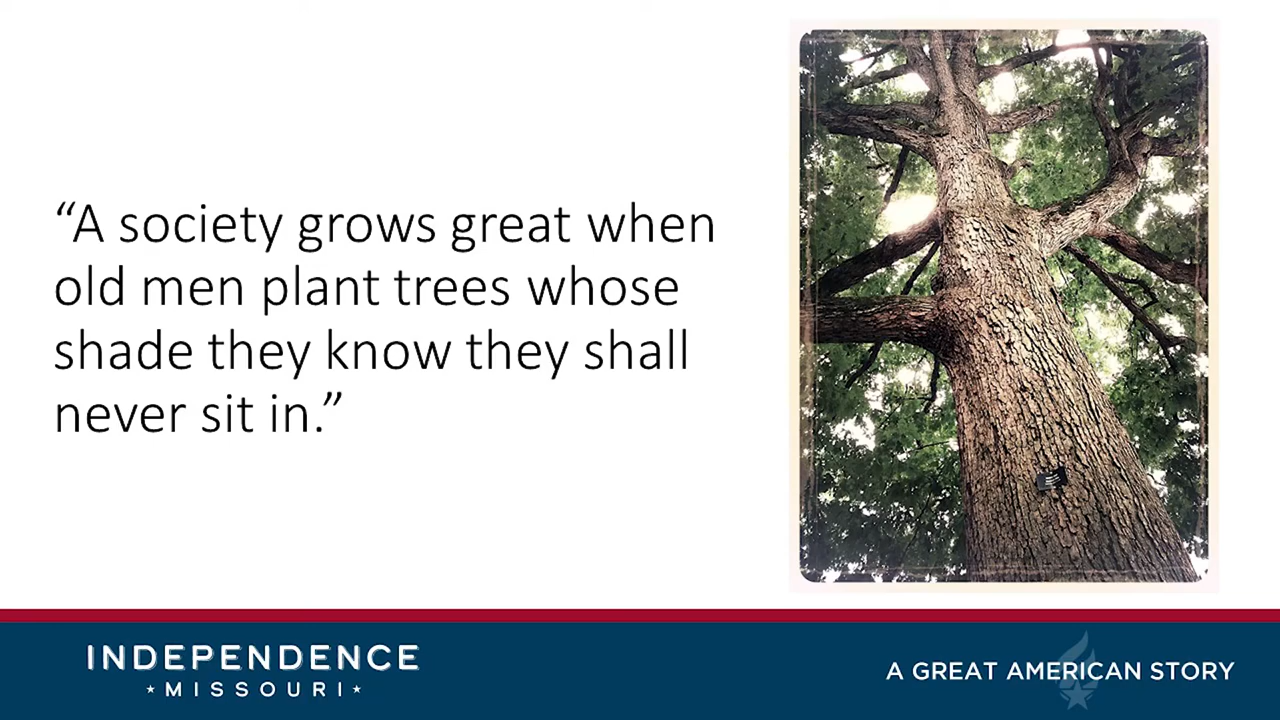 “A society grows great when
old men plant trees whose
shade they know they shall
never sit in.”
INDEPENDENCE
MISSOURI
A GREAT AMERICAN STORY